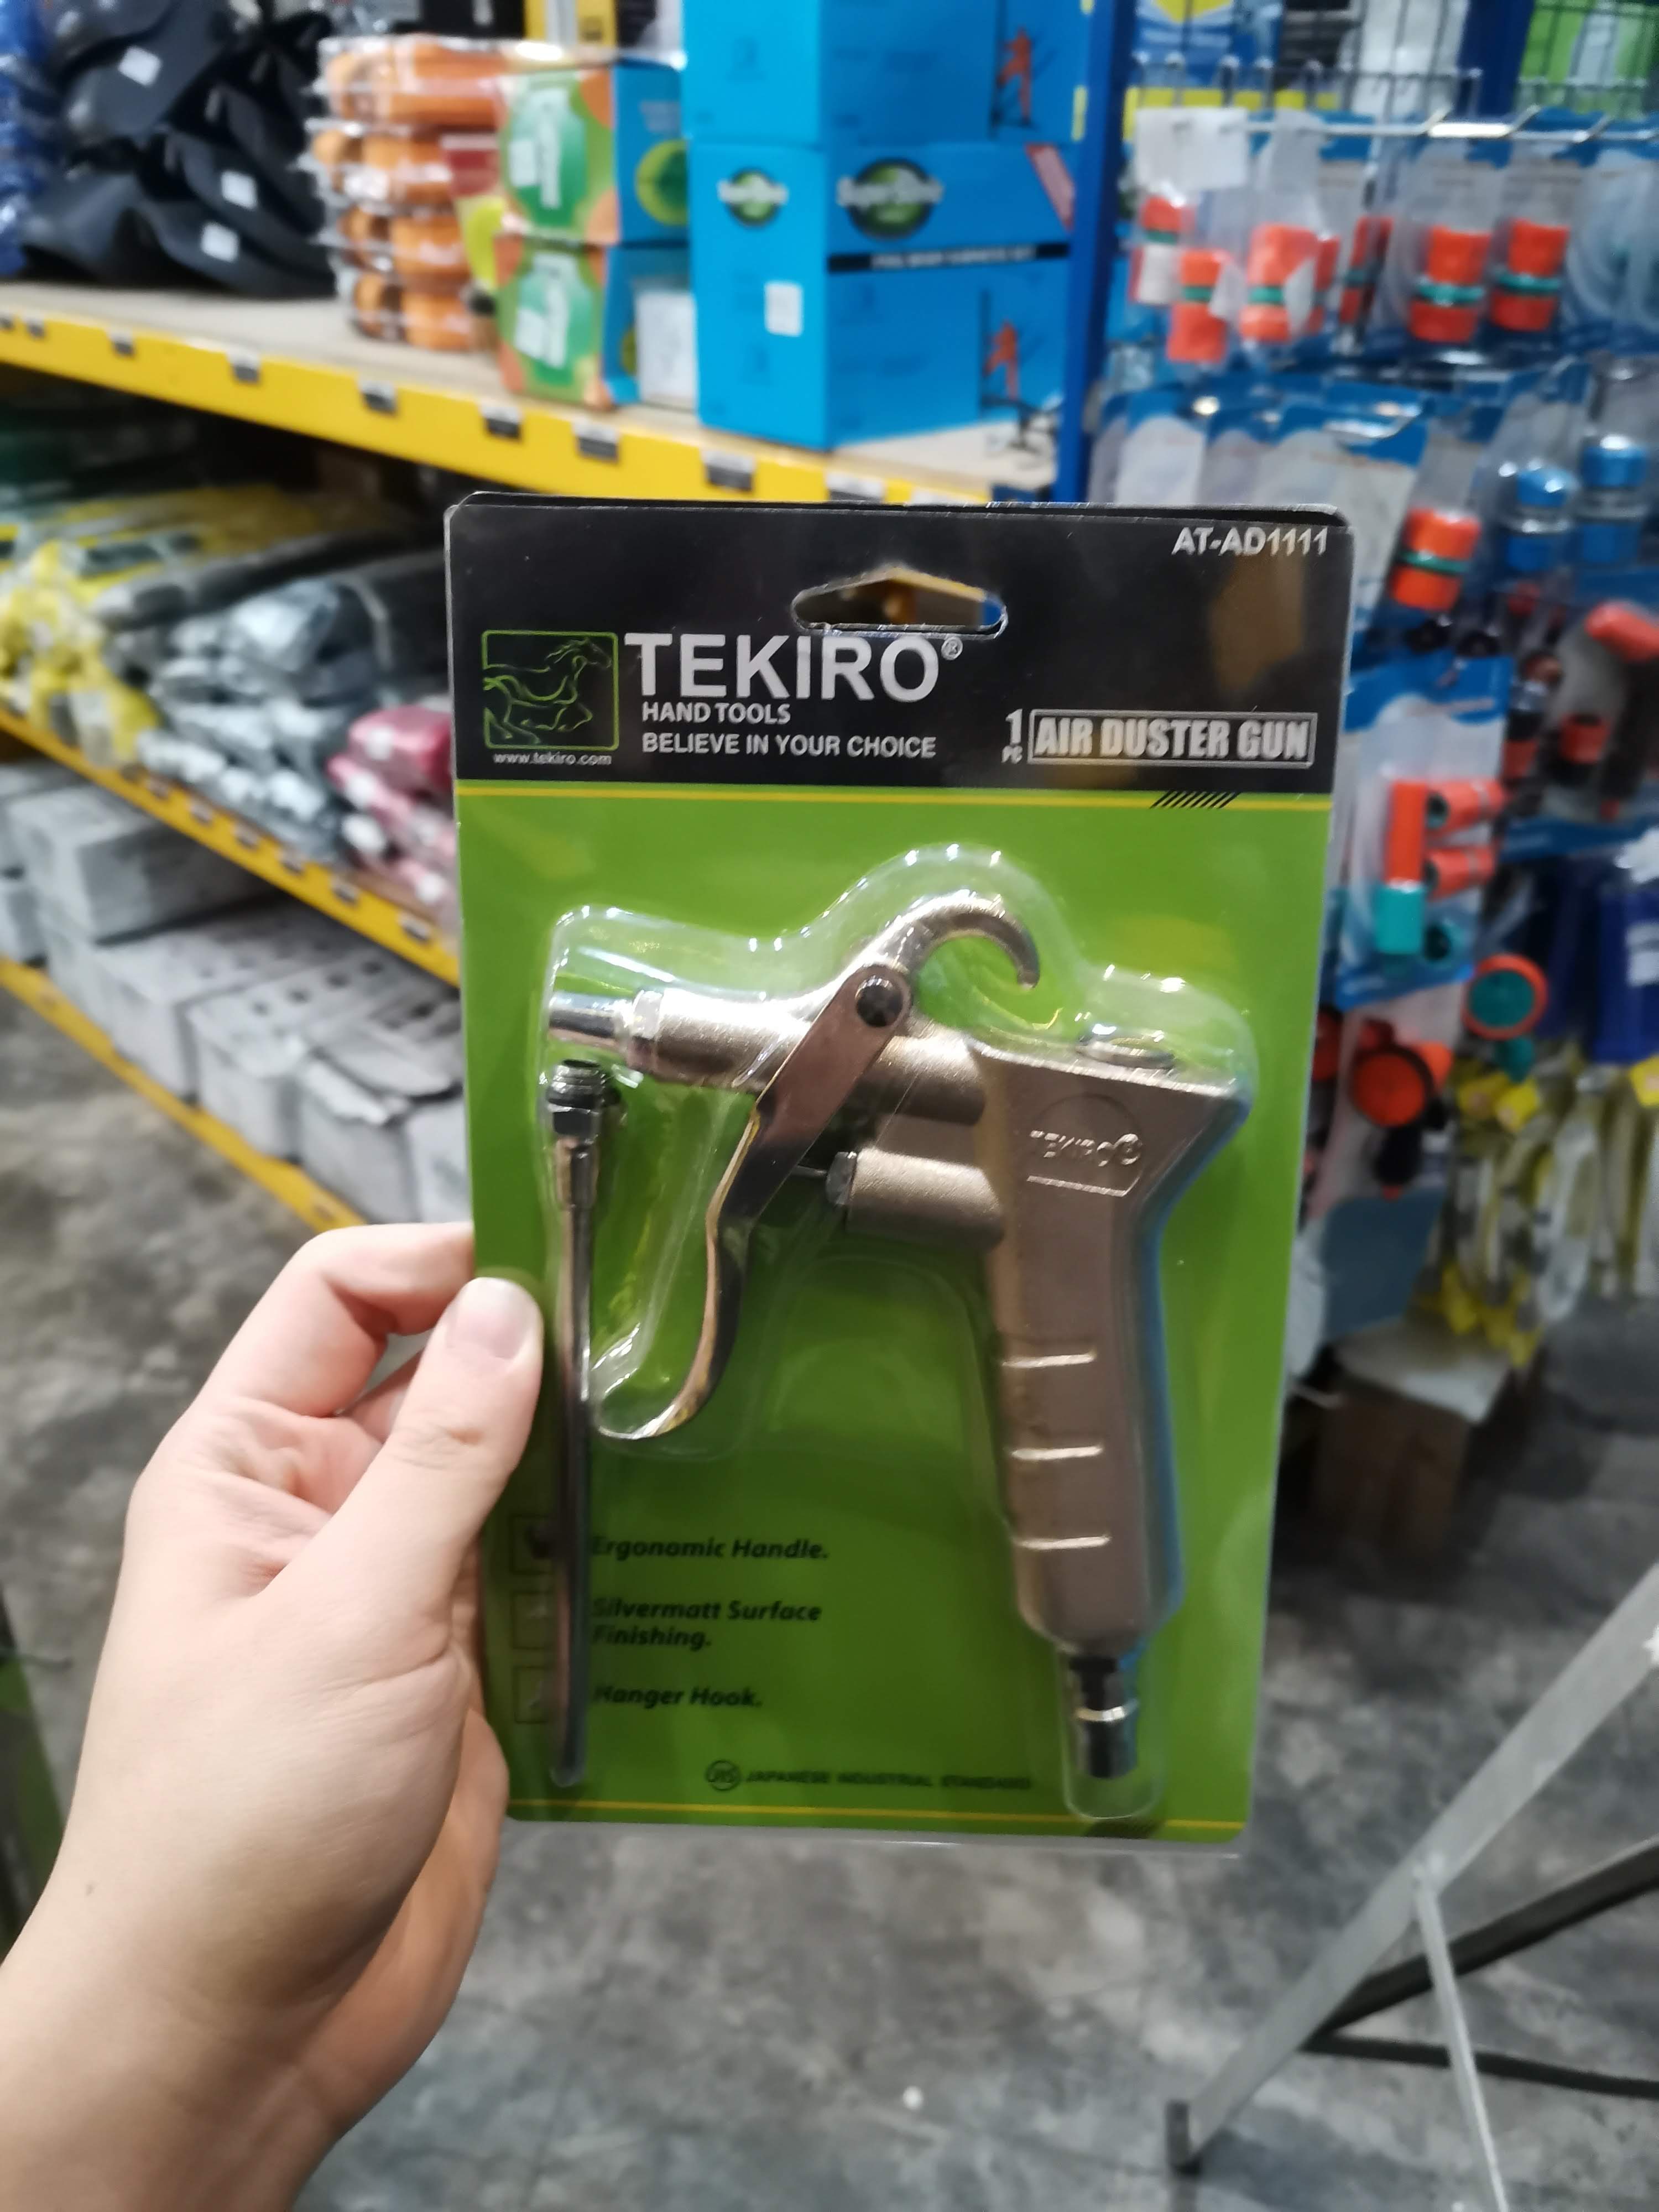 AT-AD1111
TEKIRO®
HAND TOOLS
BELIEVE IN YOUR CHOICE
www.tekiro.com
1
PC
AIR DUSTER GUN
TEKIRO
Ergonomic Handle.
Silvermatt Surface
Finishing.
Hanger Hook.
JIS JAPANESE INDUSTRIAL STANDARD